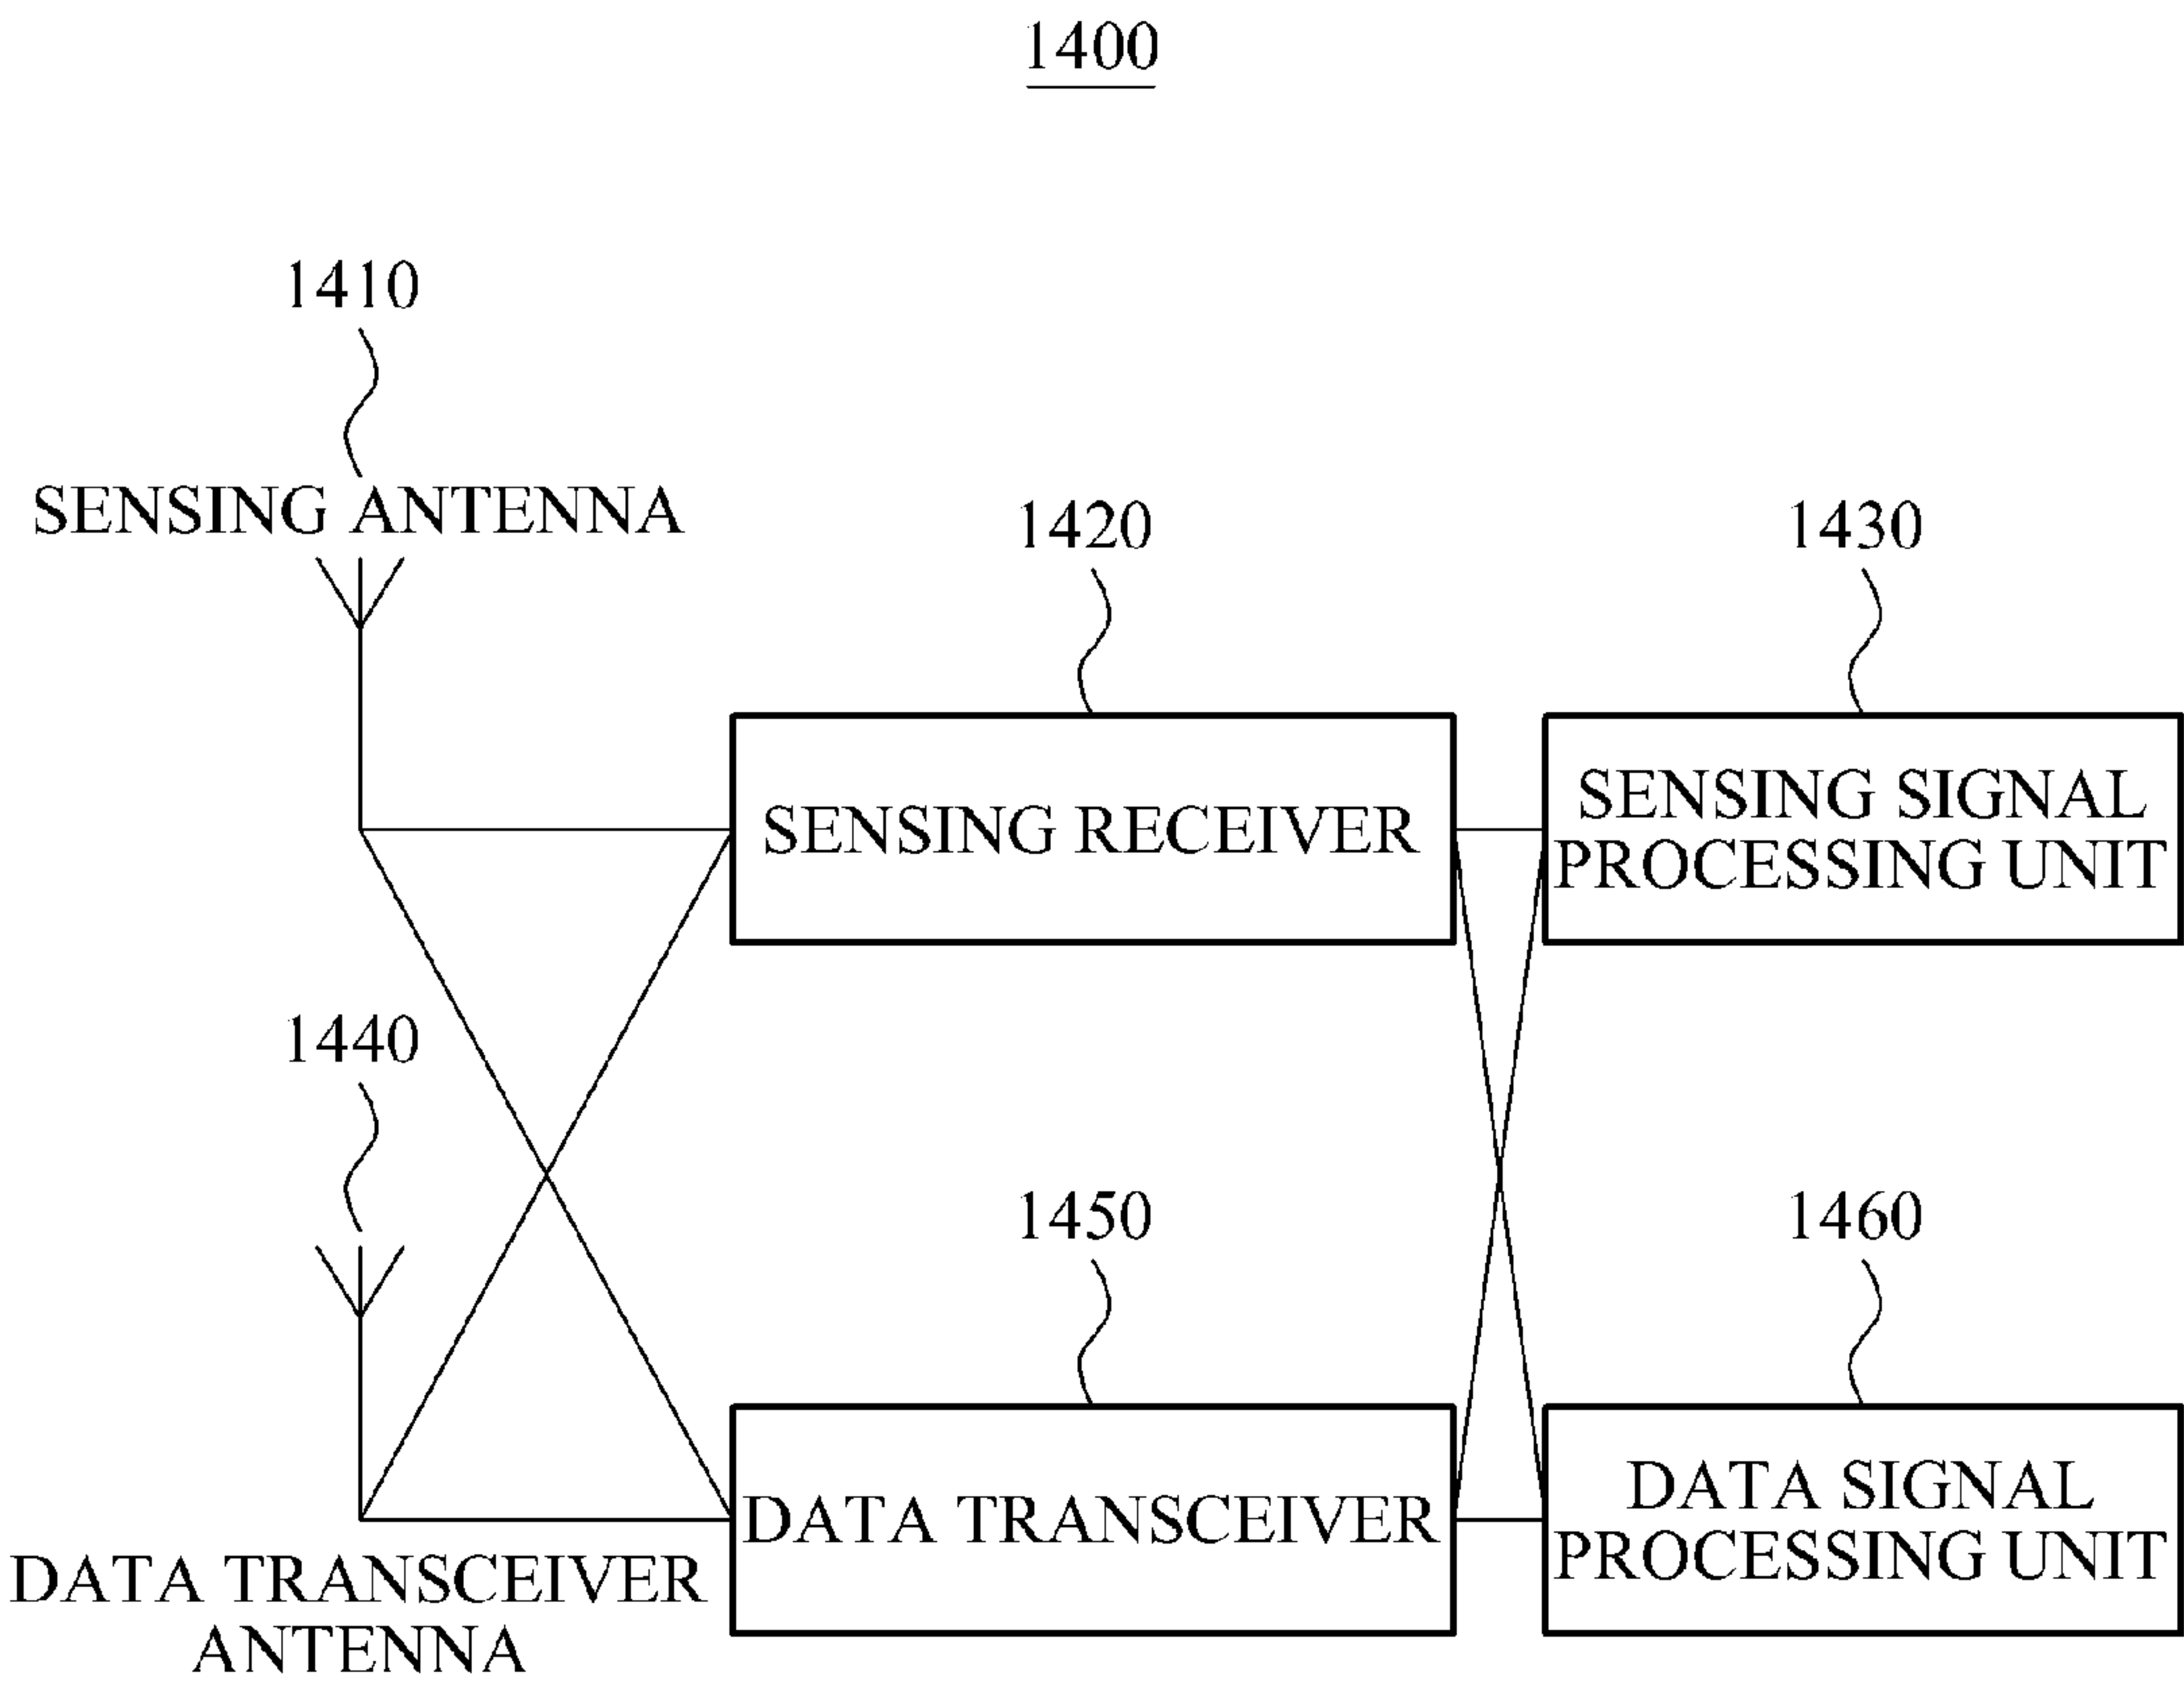 1400
1410
SENSING ANTENNA
1420
1430
SENSING RECEIVER
SENSING SIGNAL
PROCESSING UNIT
1440
1450
1460
DATA TRANSCEIVER
ANTENNA
DATA TRANSCEIVER
DATA SIGNAL
PROCESSING UNIT